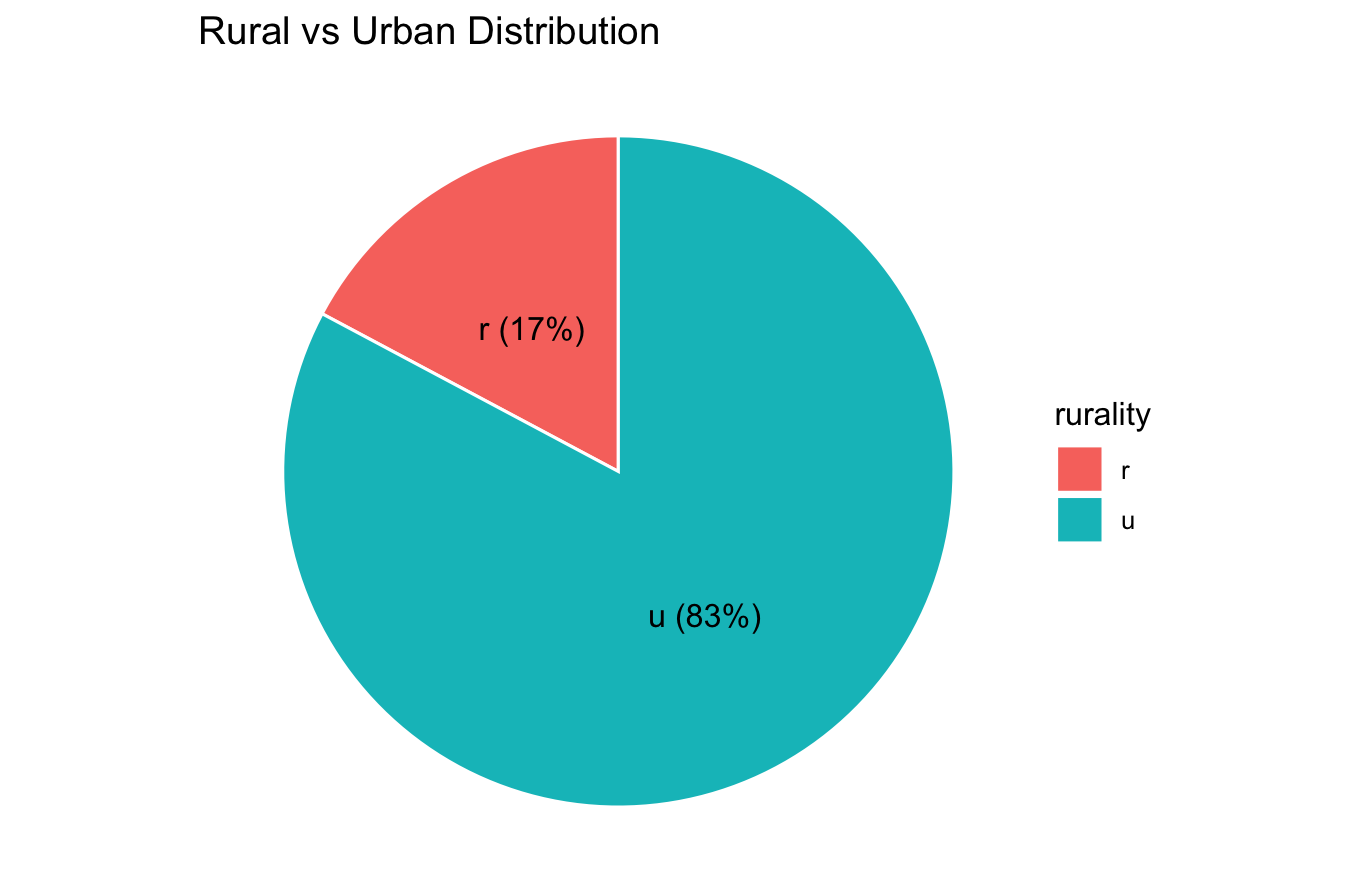 Rural vs Urban Distribution
r (17%)
u (83%)
rurality
r
u